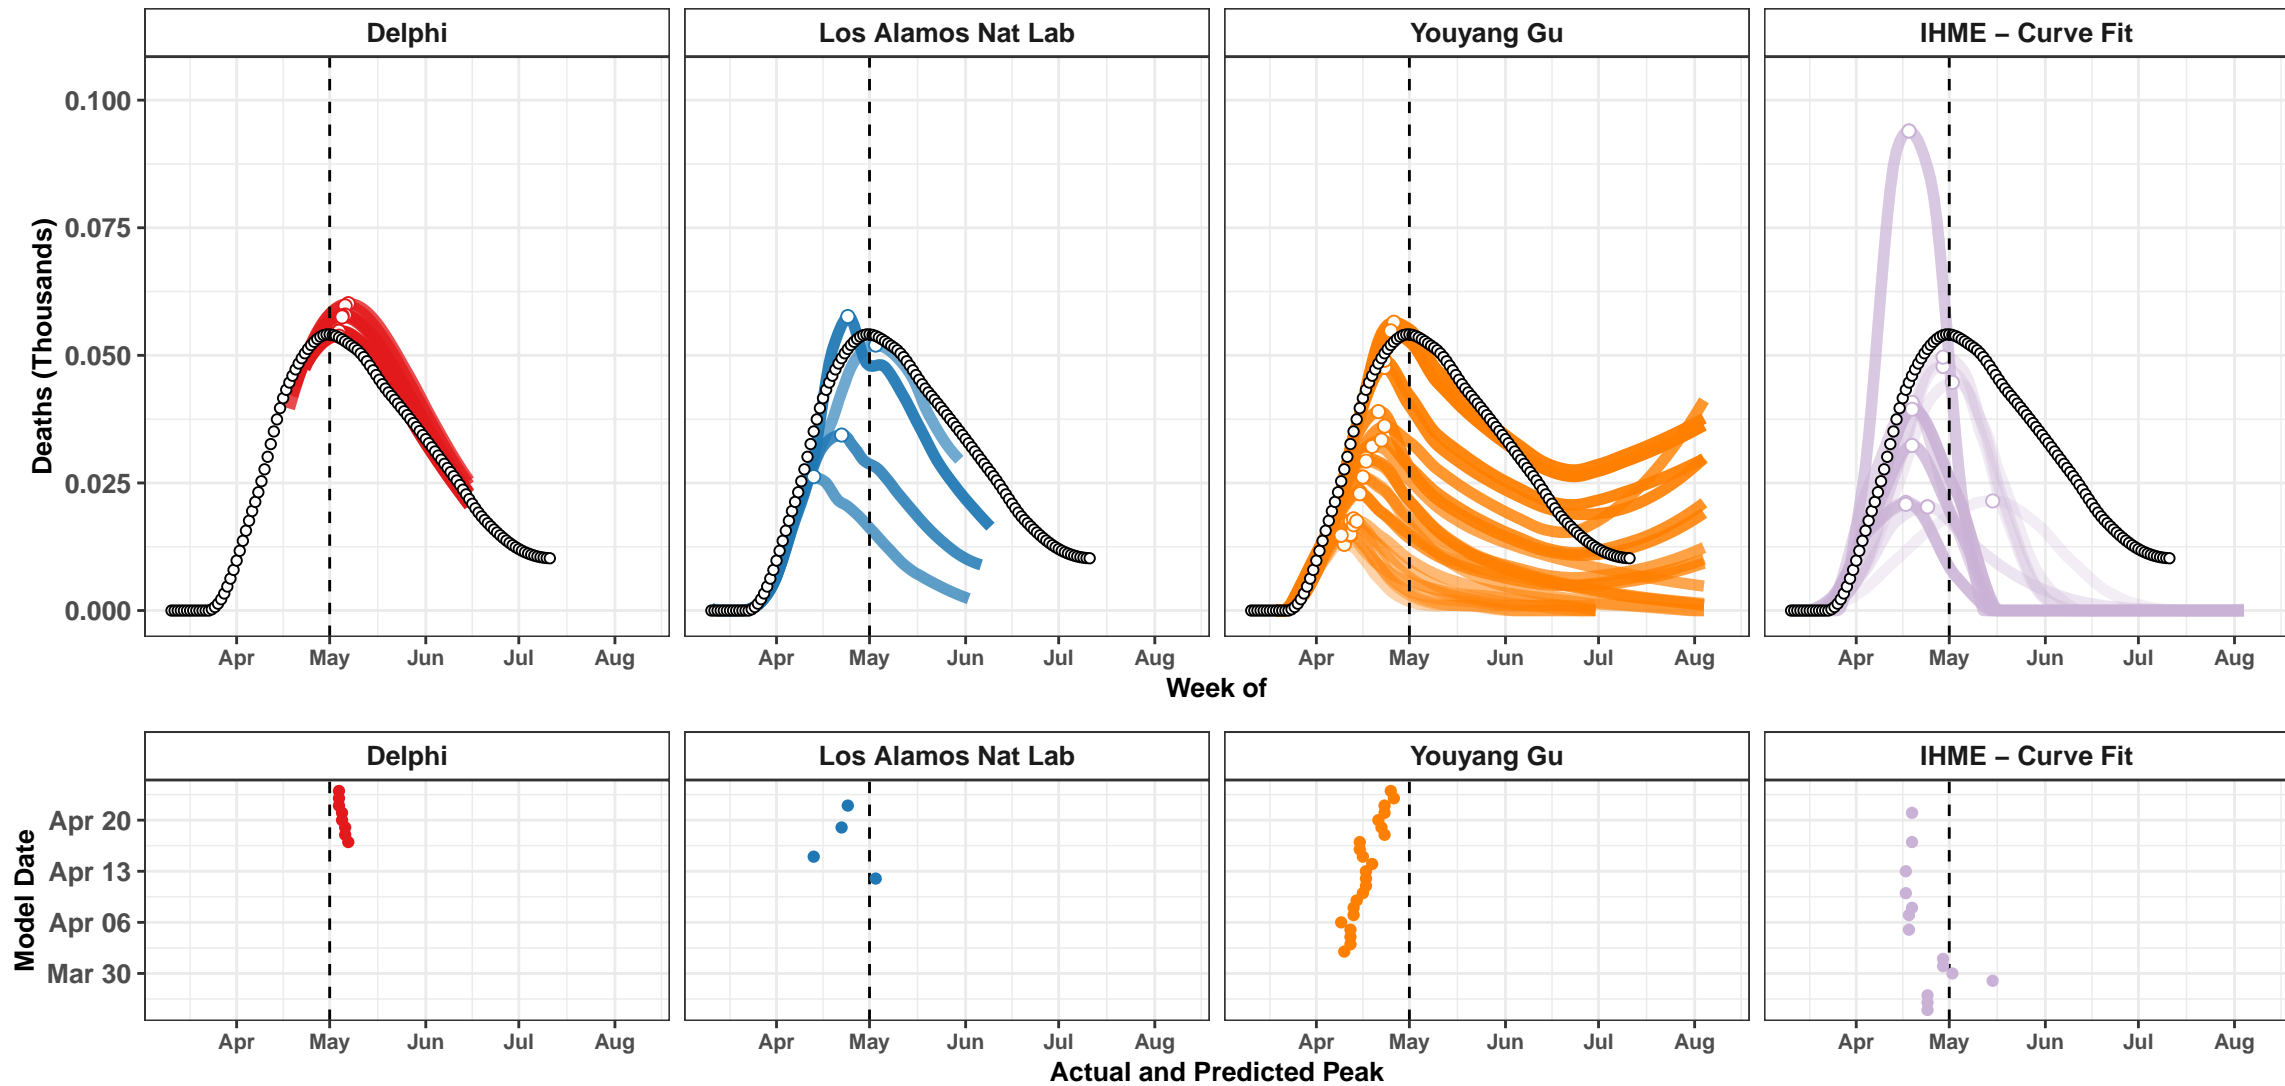 Delphi
Los Alamos Nat Lab
Youyang Gu
IHME – Curve Fit
Deaths (Thousands)
0.100
0.075
0.050
0.025
0.000
Apr May Jun Jul Aug
Apr May Jun Jul Aug
Apr May Jun Jul Aug
Apr May Jun Jul Aug
Week of
Delphi
Los Alamos Nat Lab
Youyang Gu
IHME – Curve Fit
Model Date
Apr 20
Apr 13
Apr 06
Mar 30
Apr May Jun Jul Aug
Apr May Jun Jul Aug
Apr May Jun Jul Aug
Apr May Jun Jul Aug
Actual and Predicted Peak